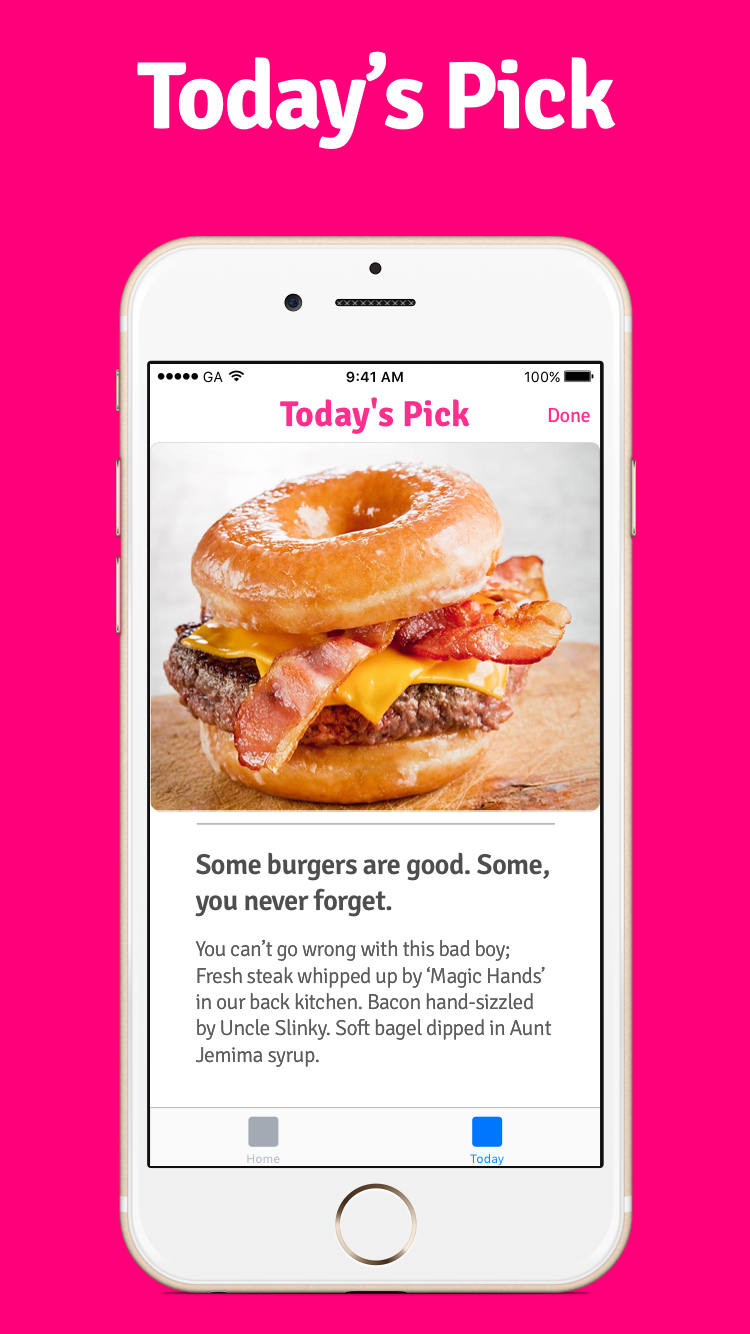 Today’s Pick
●●●●● GA 9:41 AM 100%
Today's Pick Done
Some burgers are good. Some,
you never forget.
You can’t go wrong with this bad boy;
Fresh steak whipped up by ‘Magic Hands’
in our back kitchen. Bacon hand-sizzled
by Uncle Slinky. Soft bagel dipped in Aunt
Jemima syrup.
Home Today